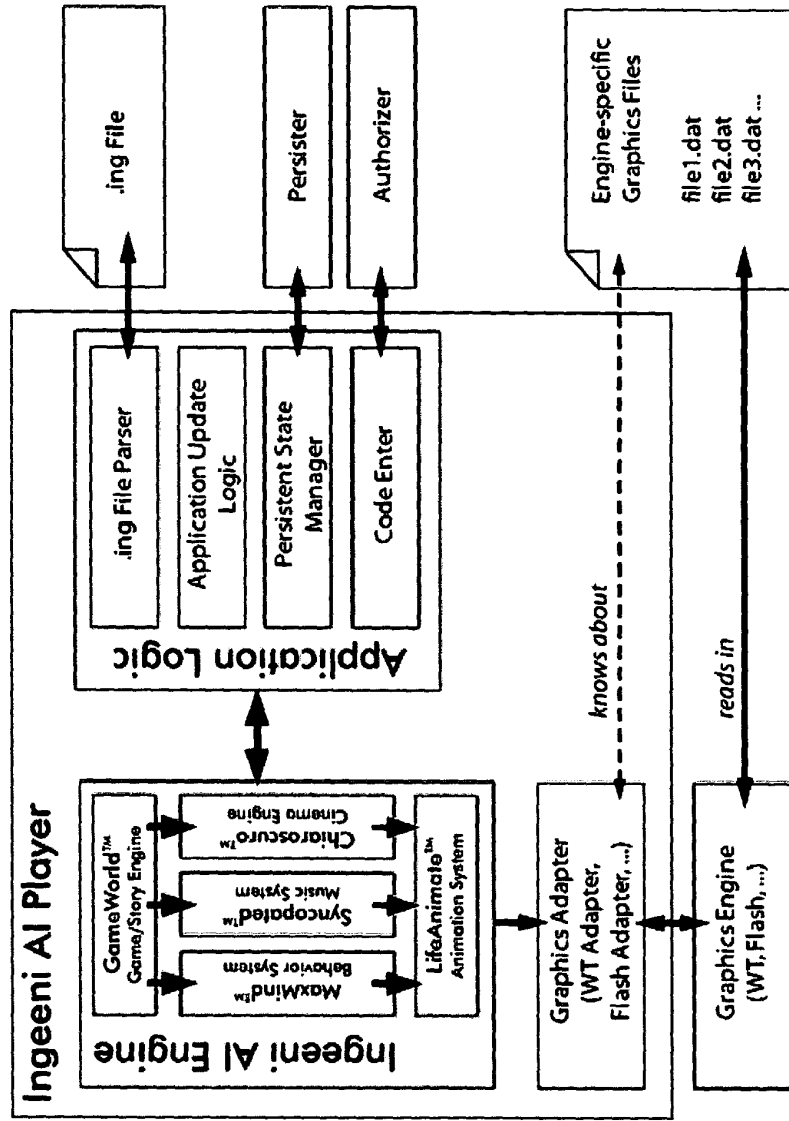 Ingeeni AI Player
Ingeeni AI Engine
GameWorld™
Game/Story Engine
MaxMind™
Behavior System
Syncopated™
Music System
Chiaroscuro™
Cinema Engine
LifeAnimate™
Animation System
Application Logic
.ing File Parser
Application Update
Logic
Persistent State
Manager
Code Enter
.ing File
Persister
Authorizer
Graphics Adapter
(WT Adapter,
Flash Adapter, ...)
knows about
Graphics Engine
(WT, Flash, ...)
reads in
Engine-specific
Graphics Files
file1.dat
file2.dat
file3.dat ...